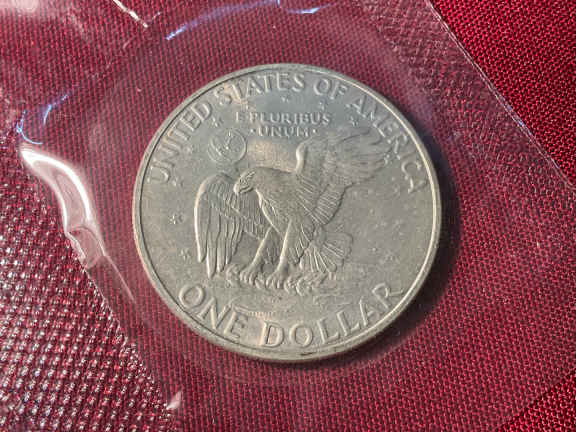 UNITED STATES OF AMERICA
E PLURIBUS
·UNUM·
ONE DOLLAR